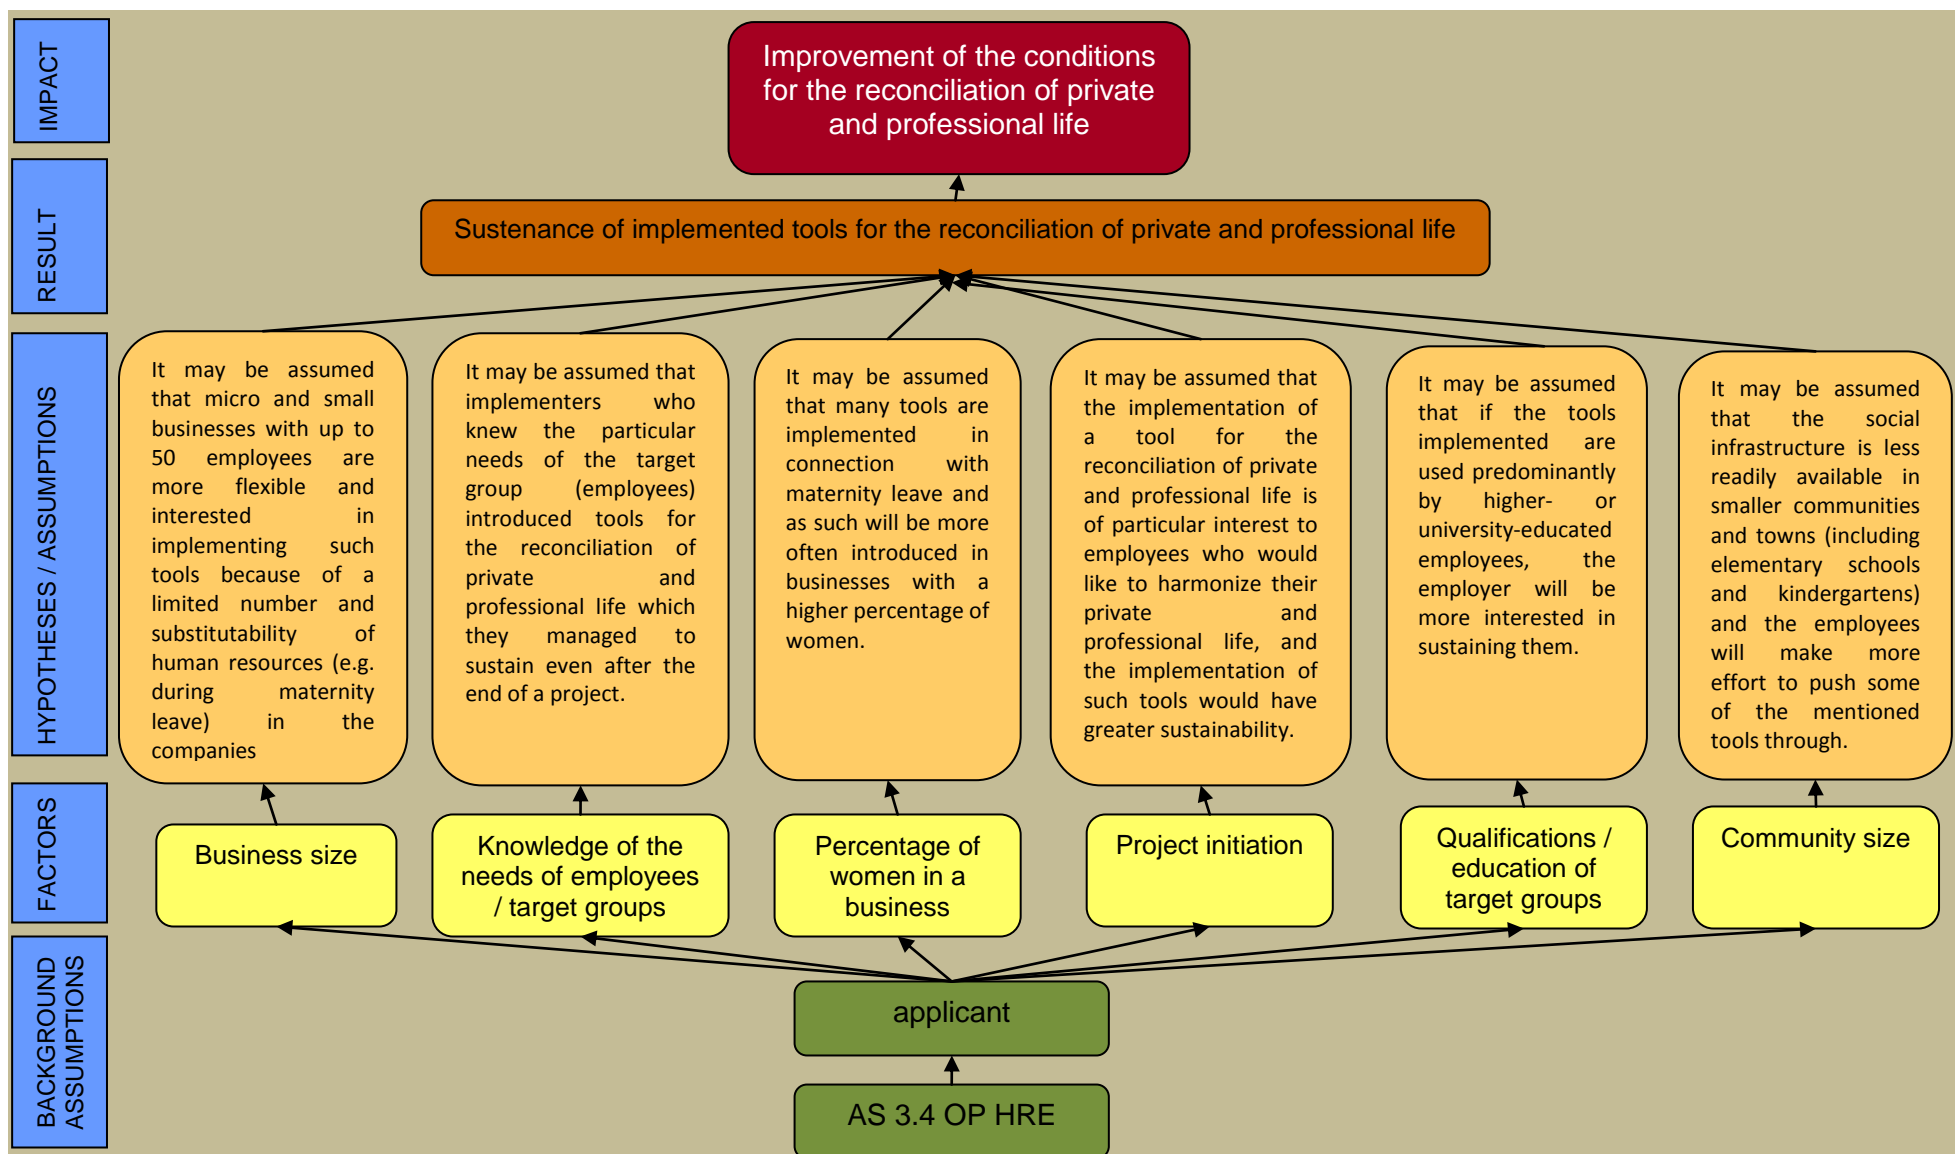 IMPACT
Improvement of the conditions
for the reconciliation of private
and professional life
RESULT
Sustenance of implemented tools for the reconciliation of private and professional life
HYPOTHESES / ASSUMPTIONS
It may be assumed
that micro and small
businesses with up to
50 employees are
more flexible and
interested in
implementing such
tools because of a
limited number and
substitutability of
human resources (e.g.
during maternity
leave) in the
companies
It may be assumed that
implementers who
knew the particular
needs of the target
group (employees)
introduced tools for
the reconciliation of
private and
professional life which
they managed to
sustain even after the
end of a project.
It may be assumed
that many tools are
implemented in
connection with
maternity leave and
as such will be more
often introduced in
businesses with a
higher percentage of
women.
It may be assumed that
the implementation of
a tool for the
reconciliation of private
and professional life is
of particular interest to
employees who would
like to harmonize their
private and
professional life, and
the implementation of
such tools would have
greater sustainability.
It may be assumed
that if the tools
implemented are
used predominantly
by higher- or
university-educated
employees, the
employer will be
more interested in
sustaining them.
It may be assumed
that the social
infrastructure is less
readily available in
smaller communities
and towns (including
elementary schools
and kindergartens)
and the employees
will make more
effort to push some
of the mentioned
tools through.
FACTORS
Business size
Knowledge of the
needs of employees
/ target groups
Percentage of
women in a
business
Project initiation
Qualifications /
education of
target groups
Community size
BACKGROUND
ASSUMPTIONS
applicant
AS 3.4 OP HRE